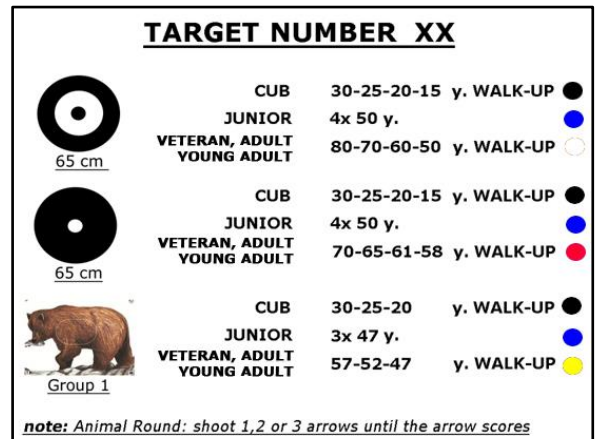 TARGET NUMBER XX
CUB 30-25-20-15 y. WALK-UP
JUNIOR 4x 50 y.
VETERAN, ADULT
YOUNG ADULT 80-70-60-50 y. WALK-UP
65 cm
CUB 30-25-20-15 y. WALK-UP
JUNIOR 4x 50 y.
VETERAN, ADULT
YOUNG ADULT 70-65-61-58 y. WALK-UP
65 cm
CUB 30-25-20 y. WALK-UP
JUNIOR 3x 47 y.
VETERAN, ADULT
YOUNG ADULT 57-52-47 y. WALK-UP
Group 1
note: Animal Round: shoot 1,2 or 3 arrows until the arrow scores